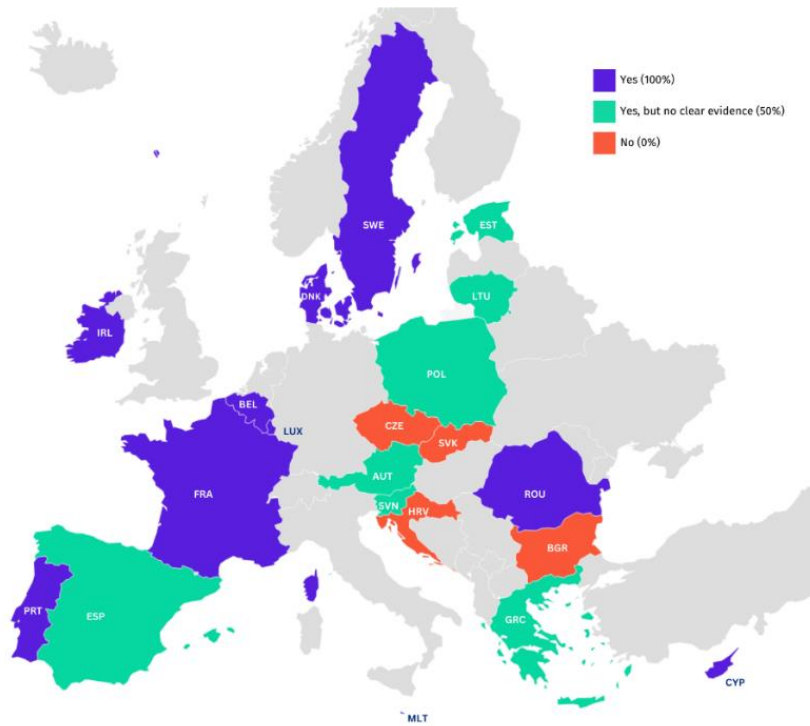 Yes (100%)
Yes, but no clear evidence (50%)
No (0%)
SWE
EST
DNK
LTU
IRL
POL
BEL
LUX
CZE
SVK
AUT
FRA
ROU
SVN
HRV
BGR
PRT
ESP
GRC
CYP
MLT